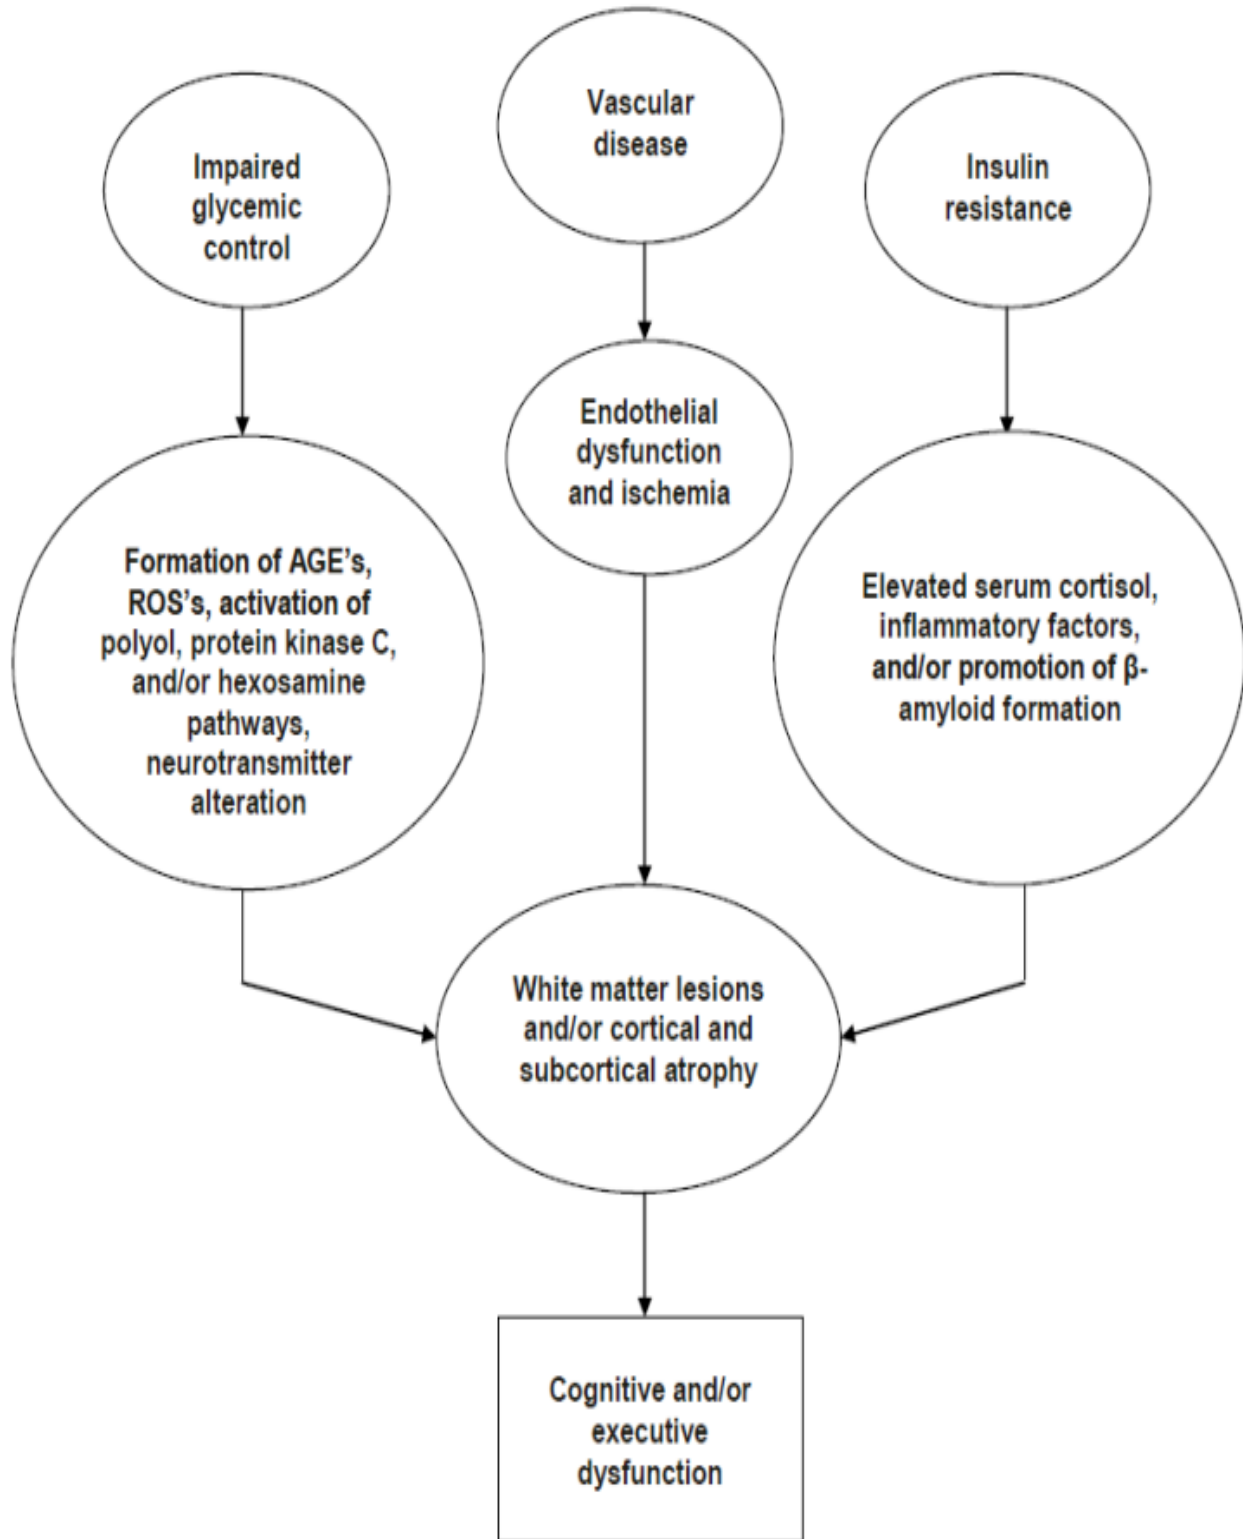 Vascular
disease
Impaired
glycemic
control
Insulin
resistance
Endothelial
dysfunction
and ischemia
Formation of AGE’s,
ROS’s, activation of
polyol, protein kinase C,
and/or hexosamine
pathways,
neurotransmitter
alteration
Elevated serum cortisol,
inflammatory factors,
and/or promotion of β-
amyloid formation
White matter lesions
and/or cortical and
subcortical atrophy
Cognitive and/or
executive
dysfunction